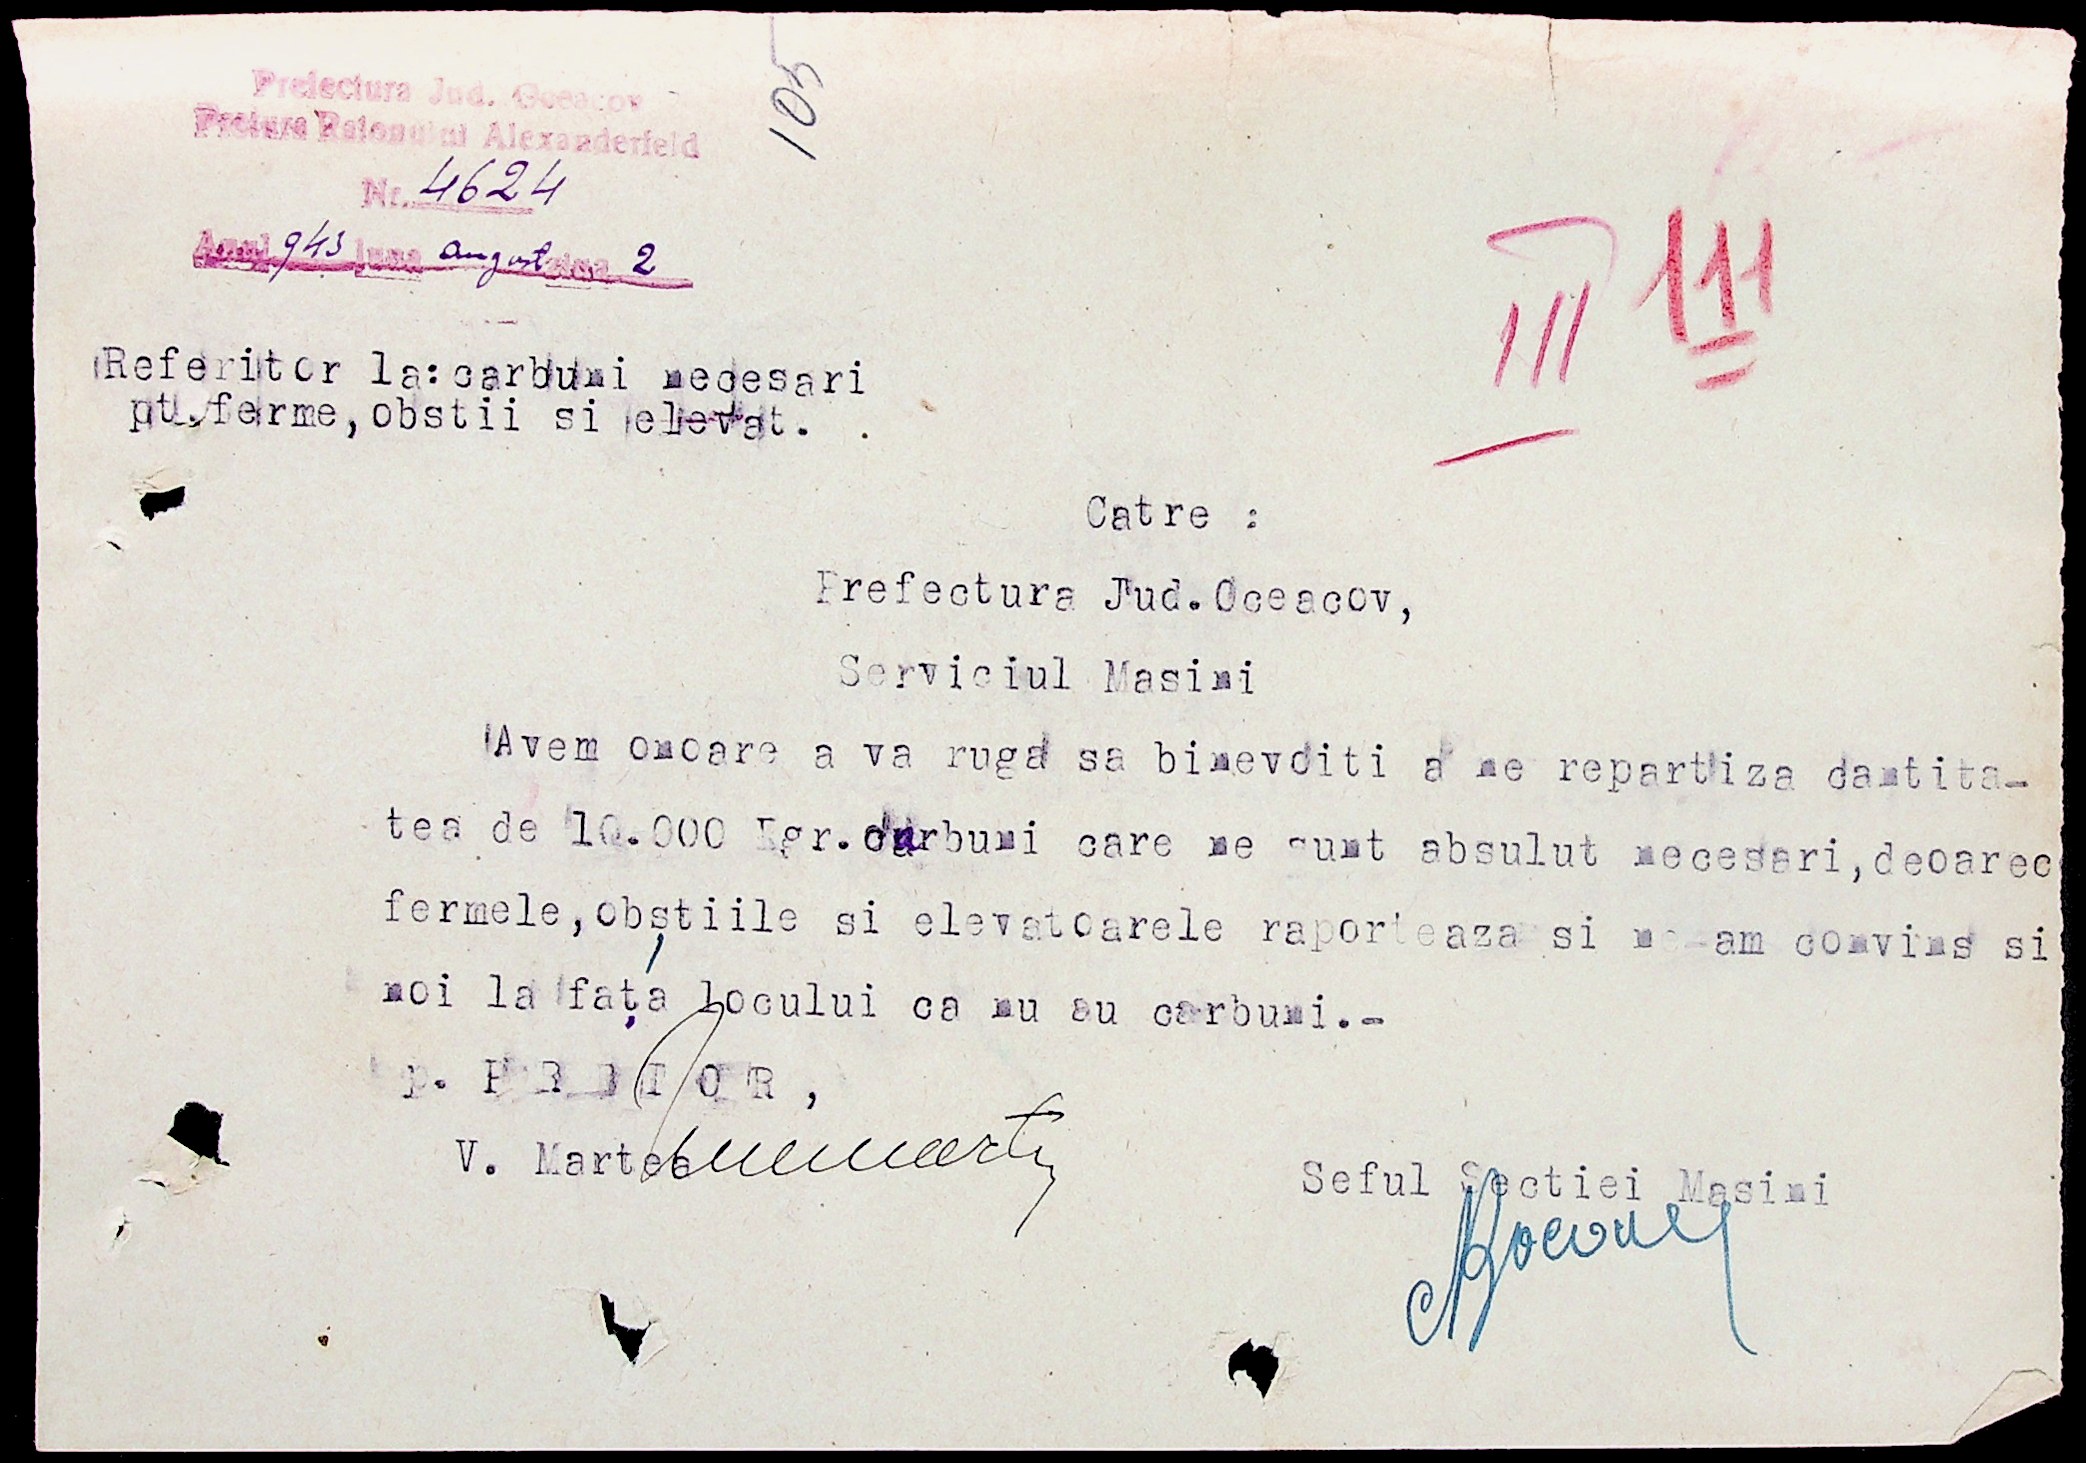 105
Prefectura Jud. Oceacov
Pretura Raionului Alexanderfeld
Nr. 4624
Anul 943 luna august ziua 2
III 111
Referitor la:carbuni necesari
pt.ferme,obstii si elevat.
Catre :
Prefectura Jud.Oceacov,
Serviciul Masini
Avem onoare a va ruga sa binevoiti a ne repartiza cantita-
tea de 10.000 Kgr.carbuni care ne sunt absulut necesari,deoarec
fermele,obstiile si elevatoarele raporteaza si ne-am convins si
noi la fața locului ca nu au carbuni.-
p. PRETOR,
V. Martea
Seful Sectiei Masini